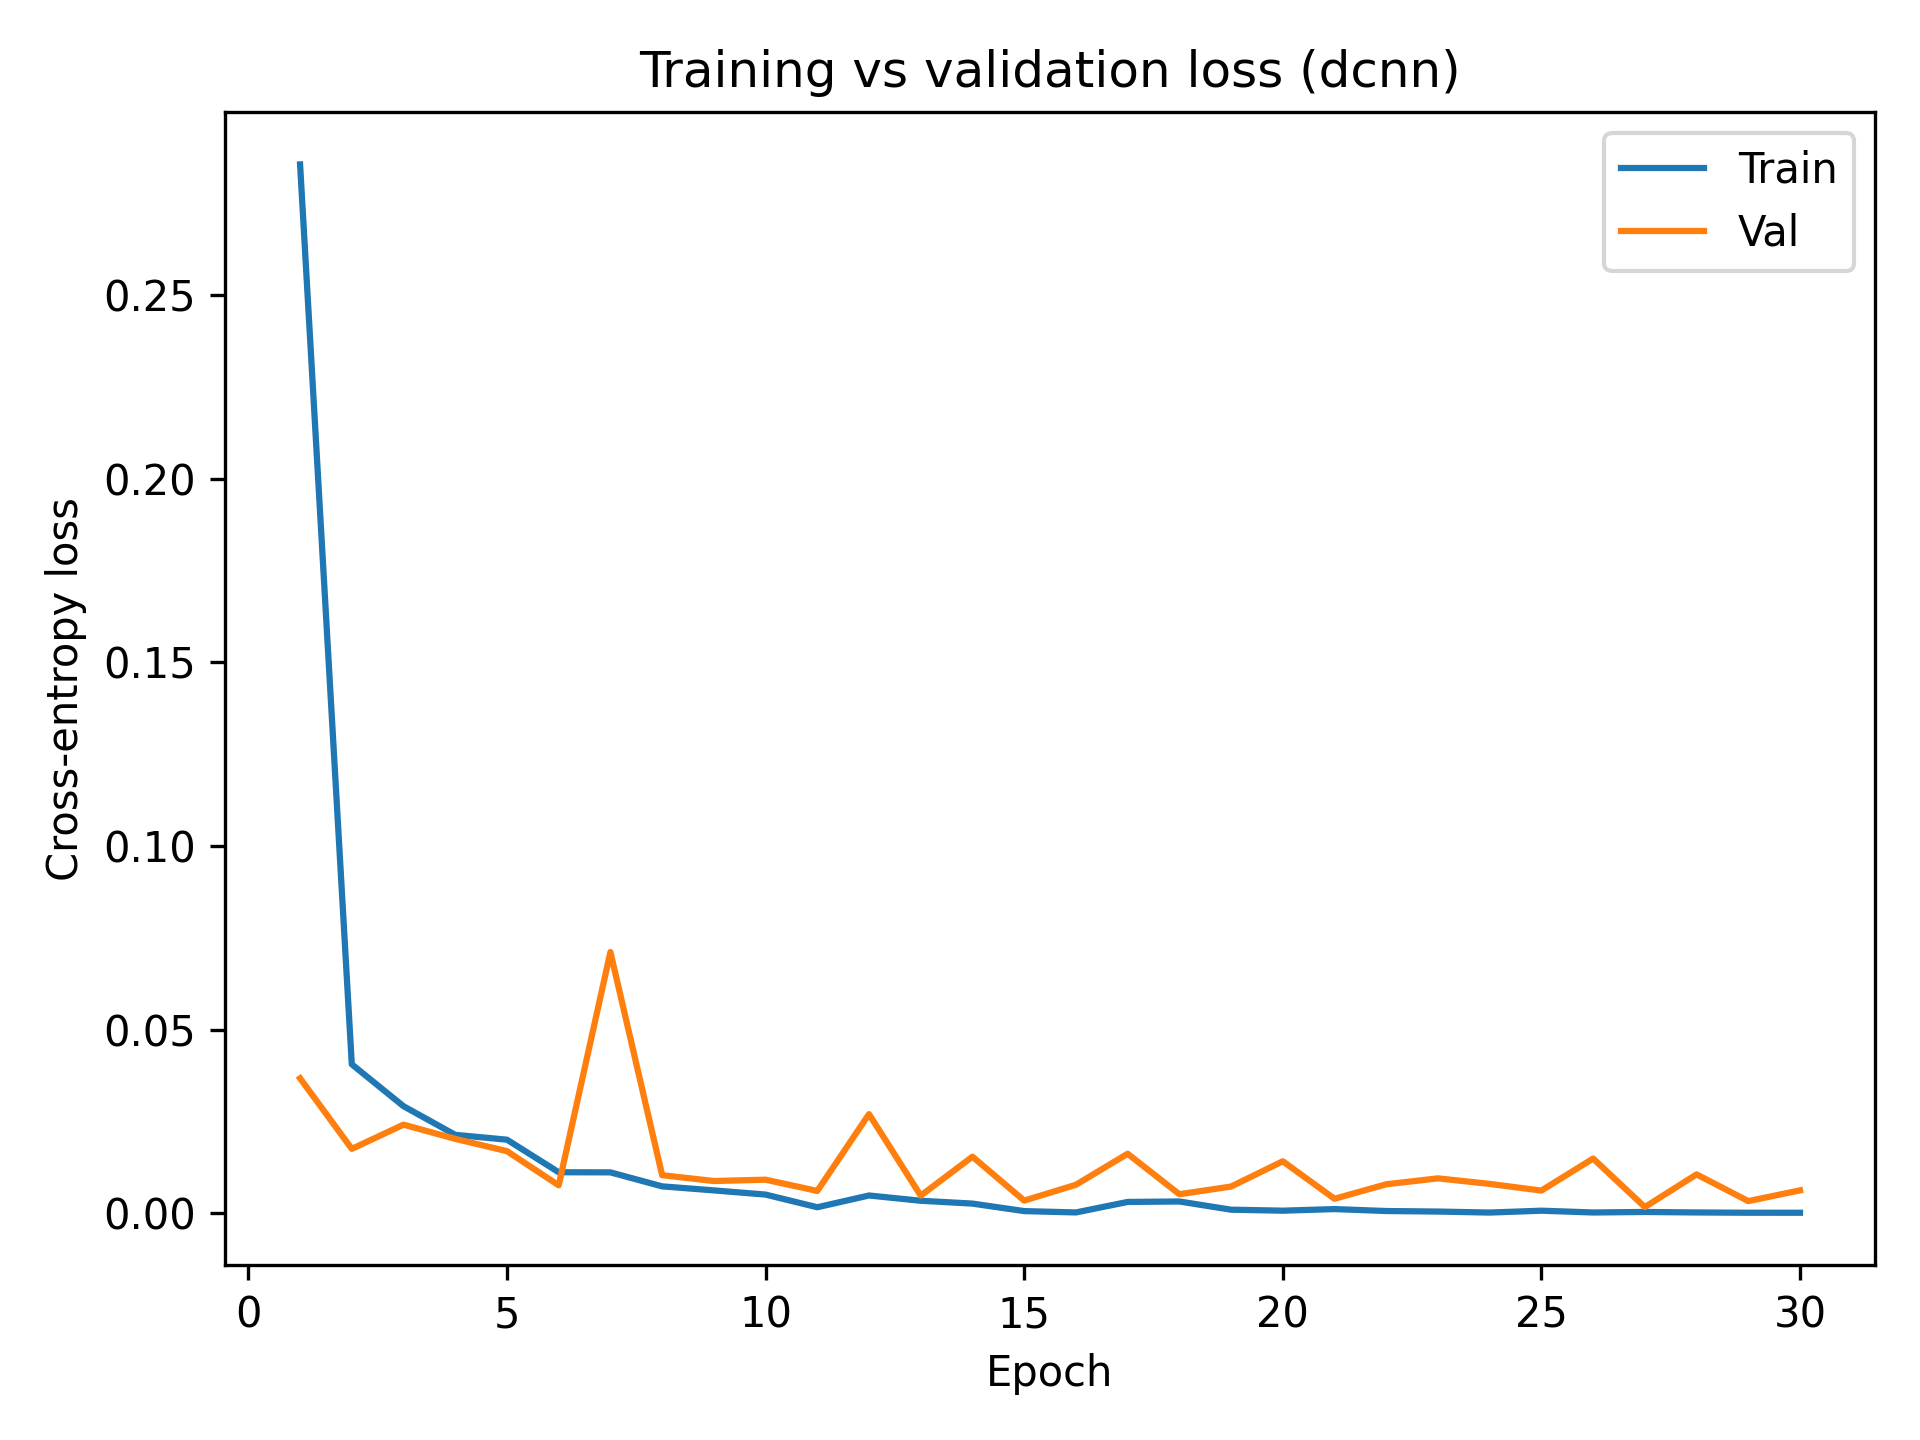 Training vs validation loss (dcnn)
Train
Val
Cross-entropy loss
0.25
0.20
0.15
0.10
0.05
0.00
0 5 10 15 20 25 30
Epoch